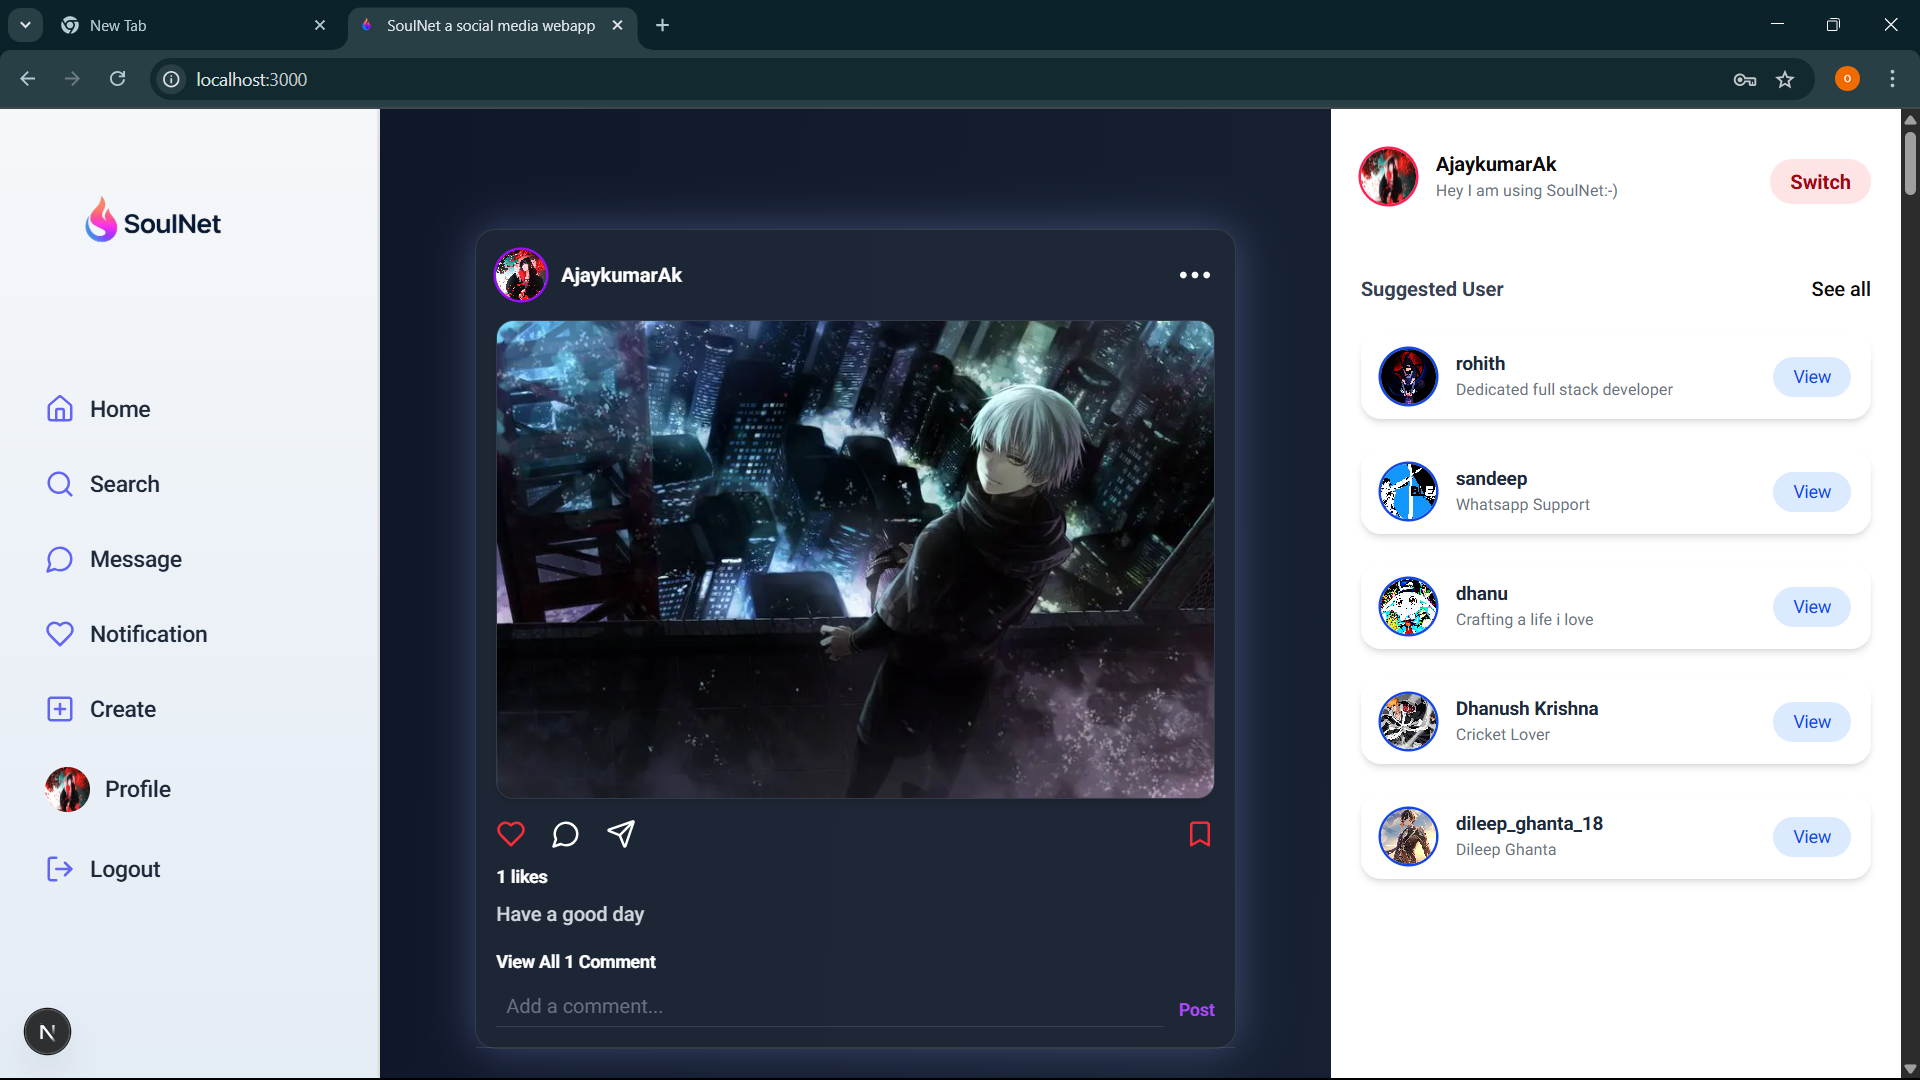 New Tab
SoulNet a social media webapp
localhost:3000
O
SoulNet
Home
Search
Message
Notification
Create
Profile
Logout
N
AjaykumarAk
1 likes
Have a good day
View All 1 Comment
Add a comment...
Post
AjaykumarAk
Hey I am using SoulNet:-)
Switch
Suggested User
See all
rohith
Dedicated full stack developer
View
sandeep
Whatsapp Support
View
dhanu
Crafting a life i love
View
Dhanush Krishna
Cricket Lover
View
dileep_ghanta_18
Dileep Ghanta
View